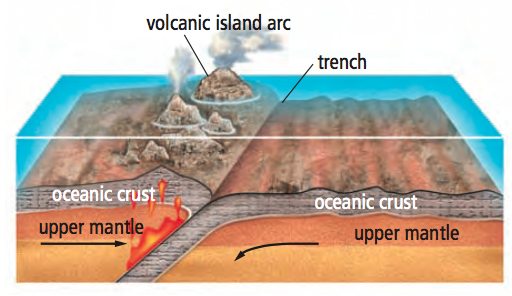 volcanic island arc
trench
oceanic crust
oceanic crust
upper mantle
upper mantle